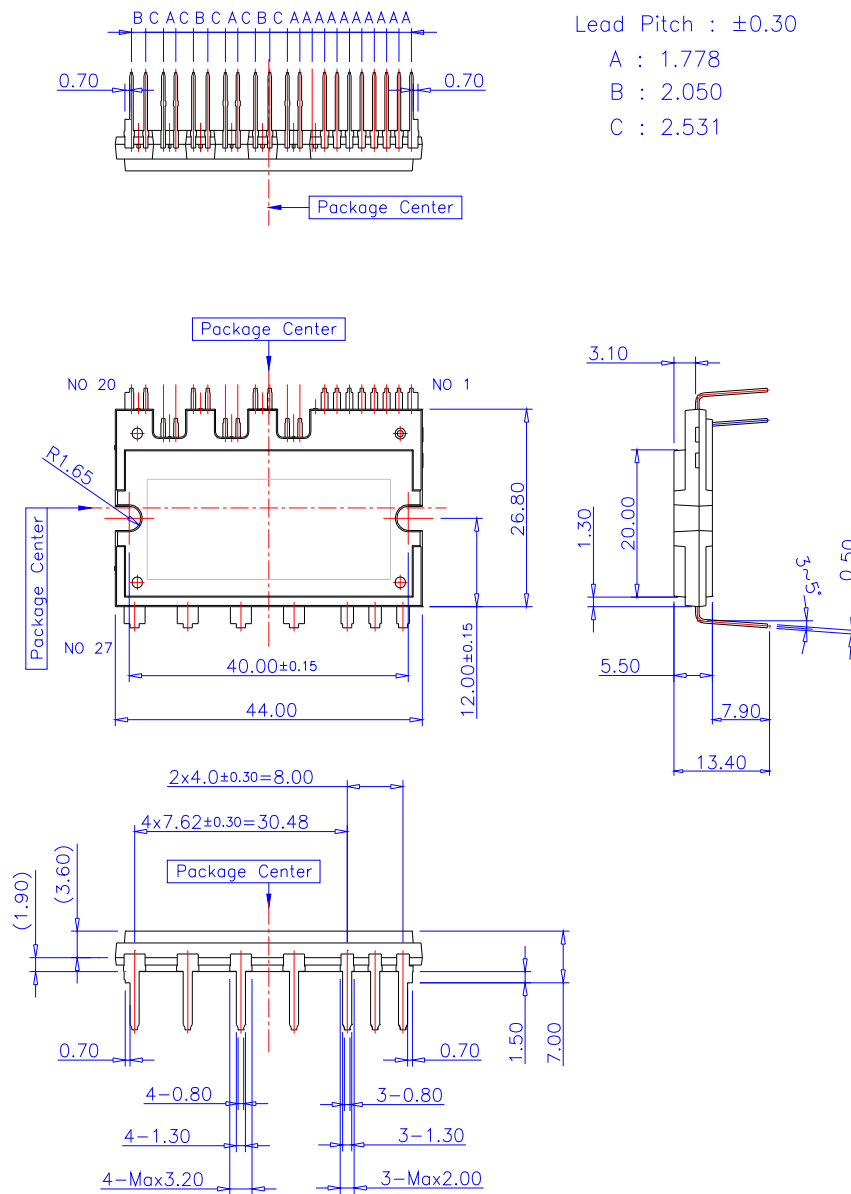 B C A C B C A C B C A A A A A A A A A A
Lead Pitch : ±0.30
A : 1.778
B : 2.050
C : 2.531
0.70
0.70
Package Center
Package Center
NO 20
NO 1
3.10
R1.65
Package Center
26.80
1.30
20.00
3~5°
0.50
NO 27
40.00±0.15
12.00±0.15
44.00
5.50
7.90
13.40
2x4.0±0.30=8.00
4x7.62±0.30=30.48
Package Center
(1.90)
(3.60)
0.70
0.70
1.50
7.00
4-0.80
3-0.80
4-1.30
3-1.30
4-Max3.20
3-Max2.00